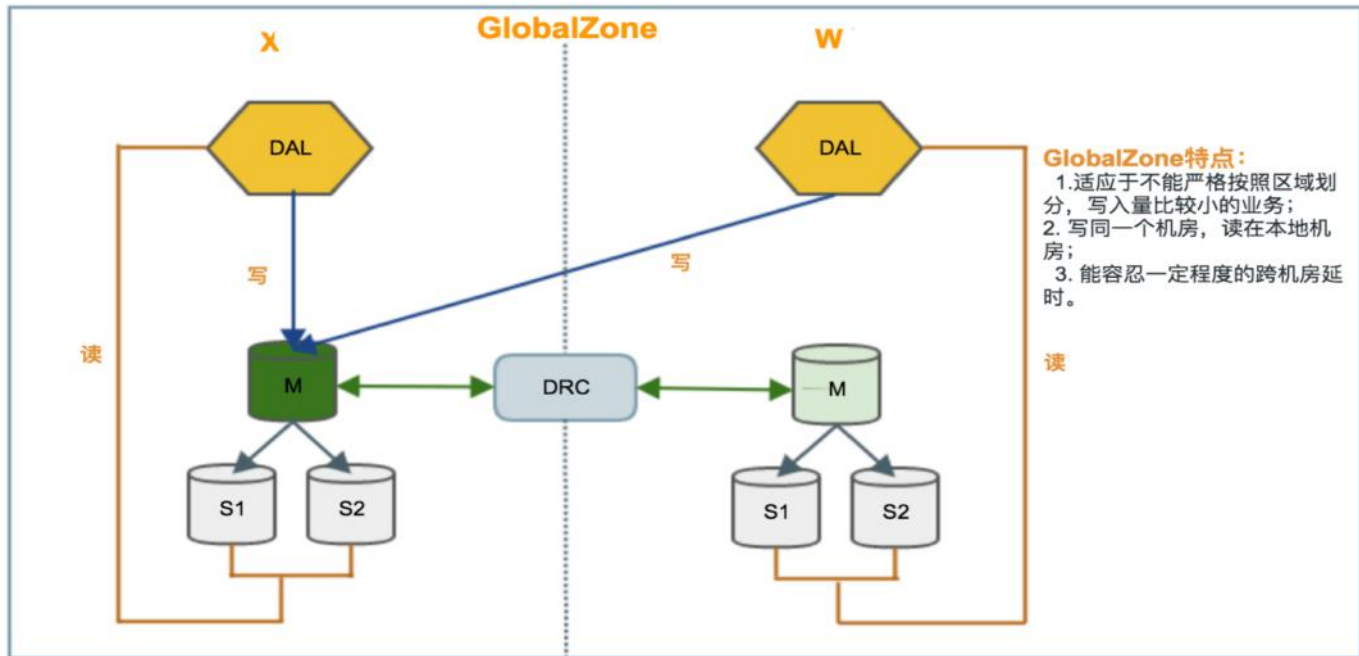 X
GlobalZone
W
DAL
DAL
GlobalZone特点：
1.适应于不能严格按照区域划
分，写入量比较小的业务；
2. 写同一个机房，读在本地机
房；
3. 能容忍一定程度的跨机房延
时。
写
写
读
读
M
DRC
M
S1
S2
S1
S2